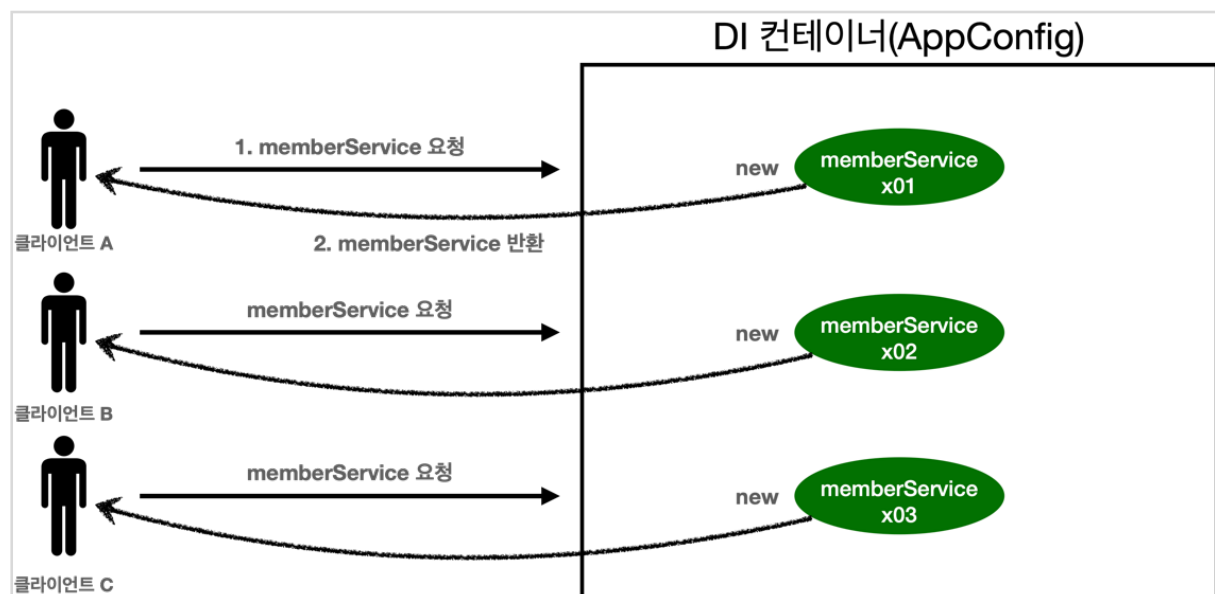 DI 컨테이너(AppConfig)
1. memberService 요청
new
memberService
x01
클라이언트 A
2. memberService 반환
memberService 요청
new
memberService
x02
클라이언트 B
memberService 요청
new
memberService
x03
클라이언트 C